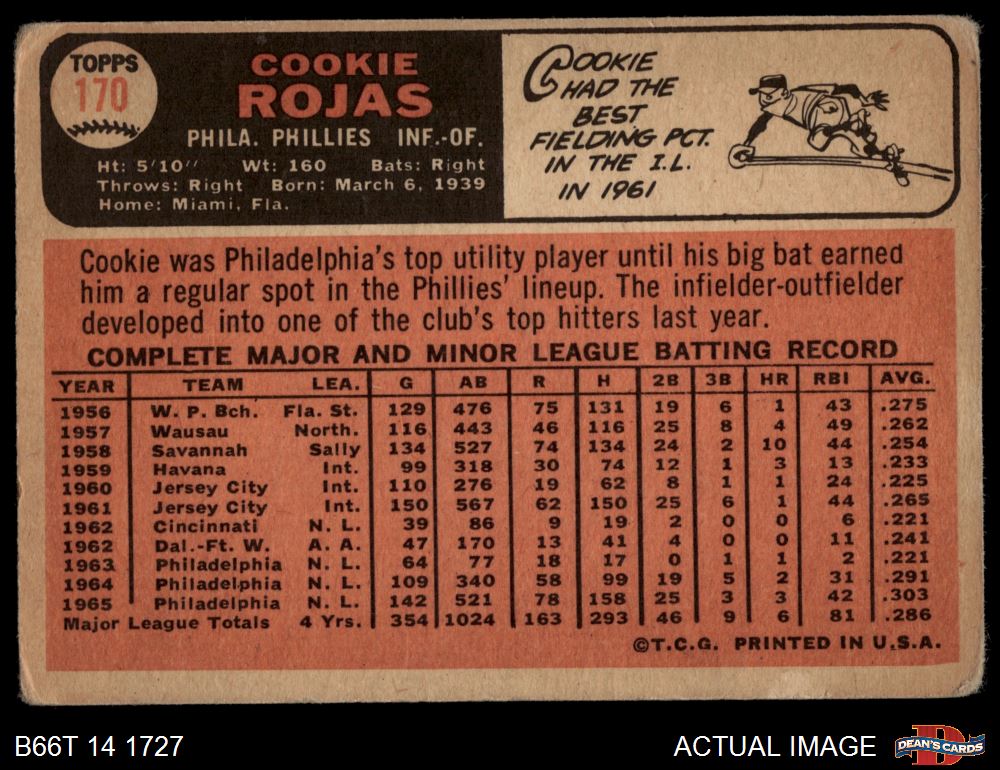 TOPPS
170
COOKIE
ROJAS
PHILA. PHILLIES INF.-OF.
Ht: 5'10" Wt: 160 Bats: Right
Throws: Right Born: March 6, 1939
Home: Miami, Fla.
COOKIE
HAD THE
BEST
FIELDING PCT.
IN THE I.L.
IN 1961
Cookie was Philadelphia's top utility player until his big bat earned
him a regular spot in the Phillies' lineup. The infielder-outfielder
developed into one of the club's top hitters last year.
COMPLETE MAJOR AND MINOR LEAGUE BATTING RECORD
YEAR TEAM LEA. G AB R H 2B 3B HR RBI AVG.
1956 W. P. Bch. Fla. St. 129 476 75 131 19 6 1 43 .275
1957 Wausau North. 116 443 46 116 25 8 4 49 .262
1958 Savannah Sally 134 527 74 134 24 2 10 44 .254
1959 Havana Int. 99 318 30 74 12 1 3 13 .233
1960 Jersey City Int. 110 276 19 62 8 1 1 24 .225
1961 Jersey City Int. 150 567 62 150 25 6 1 44 .265
1962 Cincinnati N. L. 39 86 9 19 2 0 0 6 .221
1962 Dal.-Ft. W. A. A. 47 170 13 41 4 0 0 11 .241
1963 Philadelphia N. L. 64 77 18 17 0 1 1 2 .221
1964 Philadelphia N. L. 109 340 58 99 19 5 2 31 .291
1965 Philadelphia N. L. 142 521 78 158 25 3 3 42 .303
Major League Totals 4 Yrs. 354 1024 163 293 46 9 6 81 .286
©T.C.G. PRINTED IN U.S.A.
B66T 14 1727
ACTUAL IMAGE
D
DEAN'S CARDS